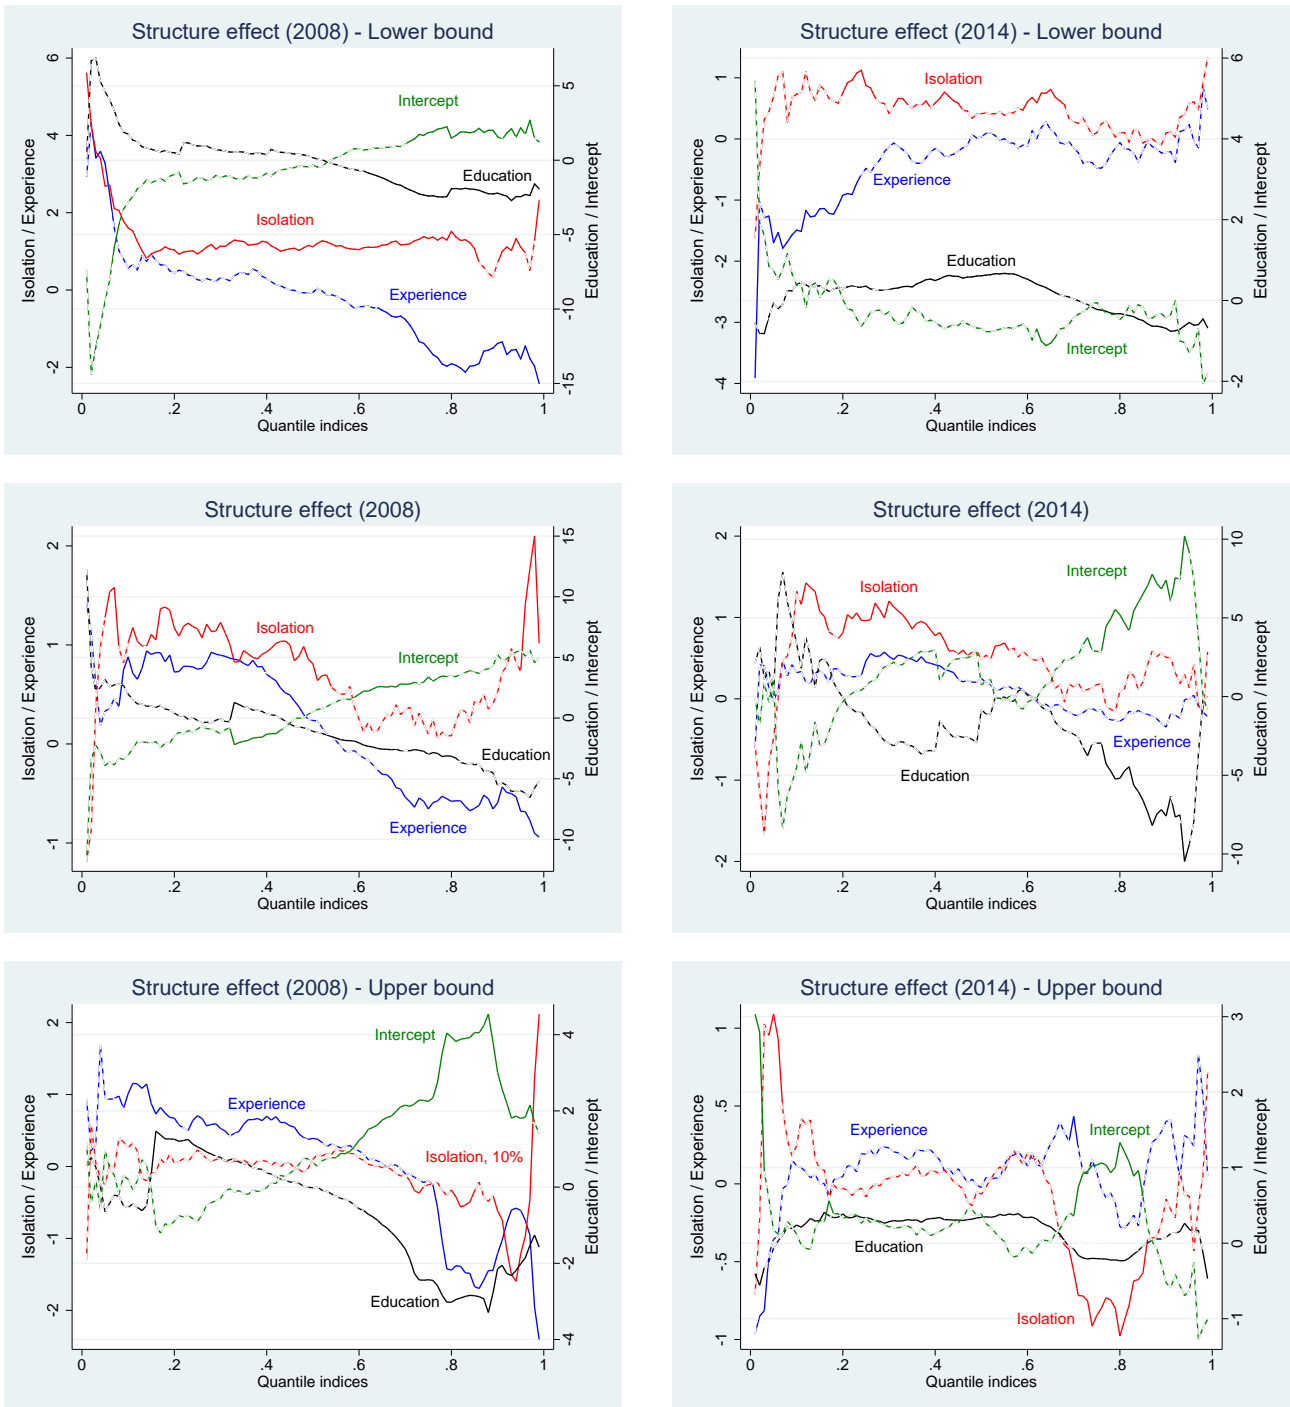 Structure effect (2008) - Lower bound
Isolation / Experience
6
4
2
0
-2
Intercept
Education
Isolation
Experience
5
0
-5
-10
-15
Education / Intercept
0 .2 .4 .6 .8 1
Quantile indices
Structure effect (2014) - Lower bound
Isolation / Experience
1
0
-1
-2
-3
-4
Isolation
Experience
Education
Intercept
6
4
2
0
-2
Education / Intercept
0 .2 .4 .6 .8 1
Quantile indices
Structure effect (2008)
Isolation / Experience
2
1
0
-1
Isolation
Intercept
Education
Experience
15
10
5
0
-5
-10
Education / Intercept
0 .2 .4 .6 .8 1
Quantile indices
Structure effect (2014)
Isolation / Experience
2
1
0
-1
-2
Intercept
Isolation
Experience
Education
10
5
0
-5
-10
Education / Intercept
0 .2 .4 .6 .8 1
Quantile indices
Structure effect (2008) - Upper bound
Isolation / Experience
2
1
0
-1
-2
Intercept
Experience
Isolation, 10%
Education
4
2
0
-2
-4
Education / Intercept
0 .2 .4 .6 .8 1
Quantile indices
Structure effect (2014) - Upper bound
Isolation / Experience
1
.5
0
-.5
-1
Experience
Intercept
Education
Isolation
3
2
1
0
-1
Education / Intercept
0 .2 .4 .6 .8 1
Quantile indices